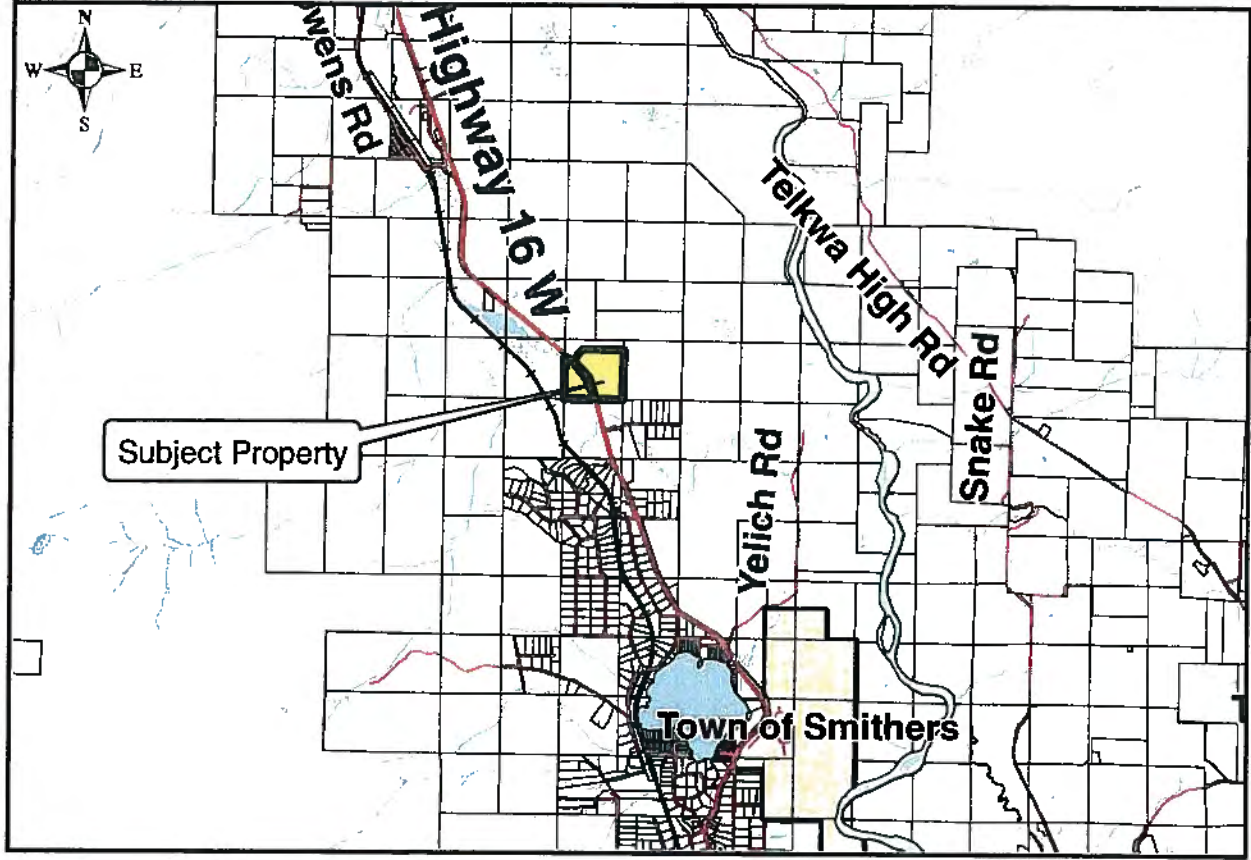 N
W E
S
wens Rd
Highway 16 W
Telkwa High Rd
Snake Rd
Subject Property
Yelich Rd
Town of Smithers